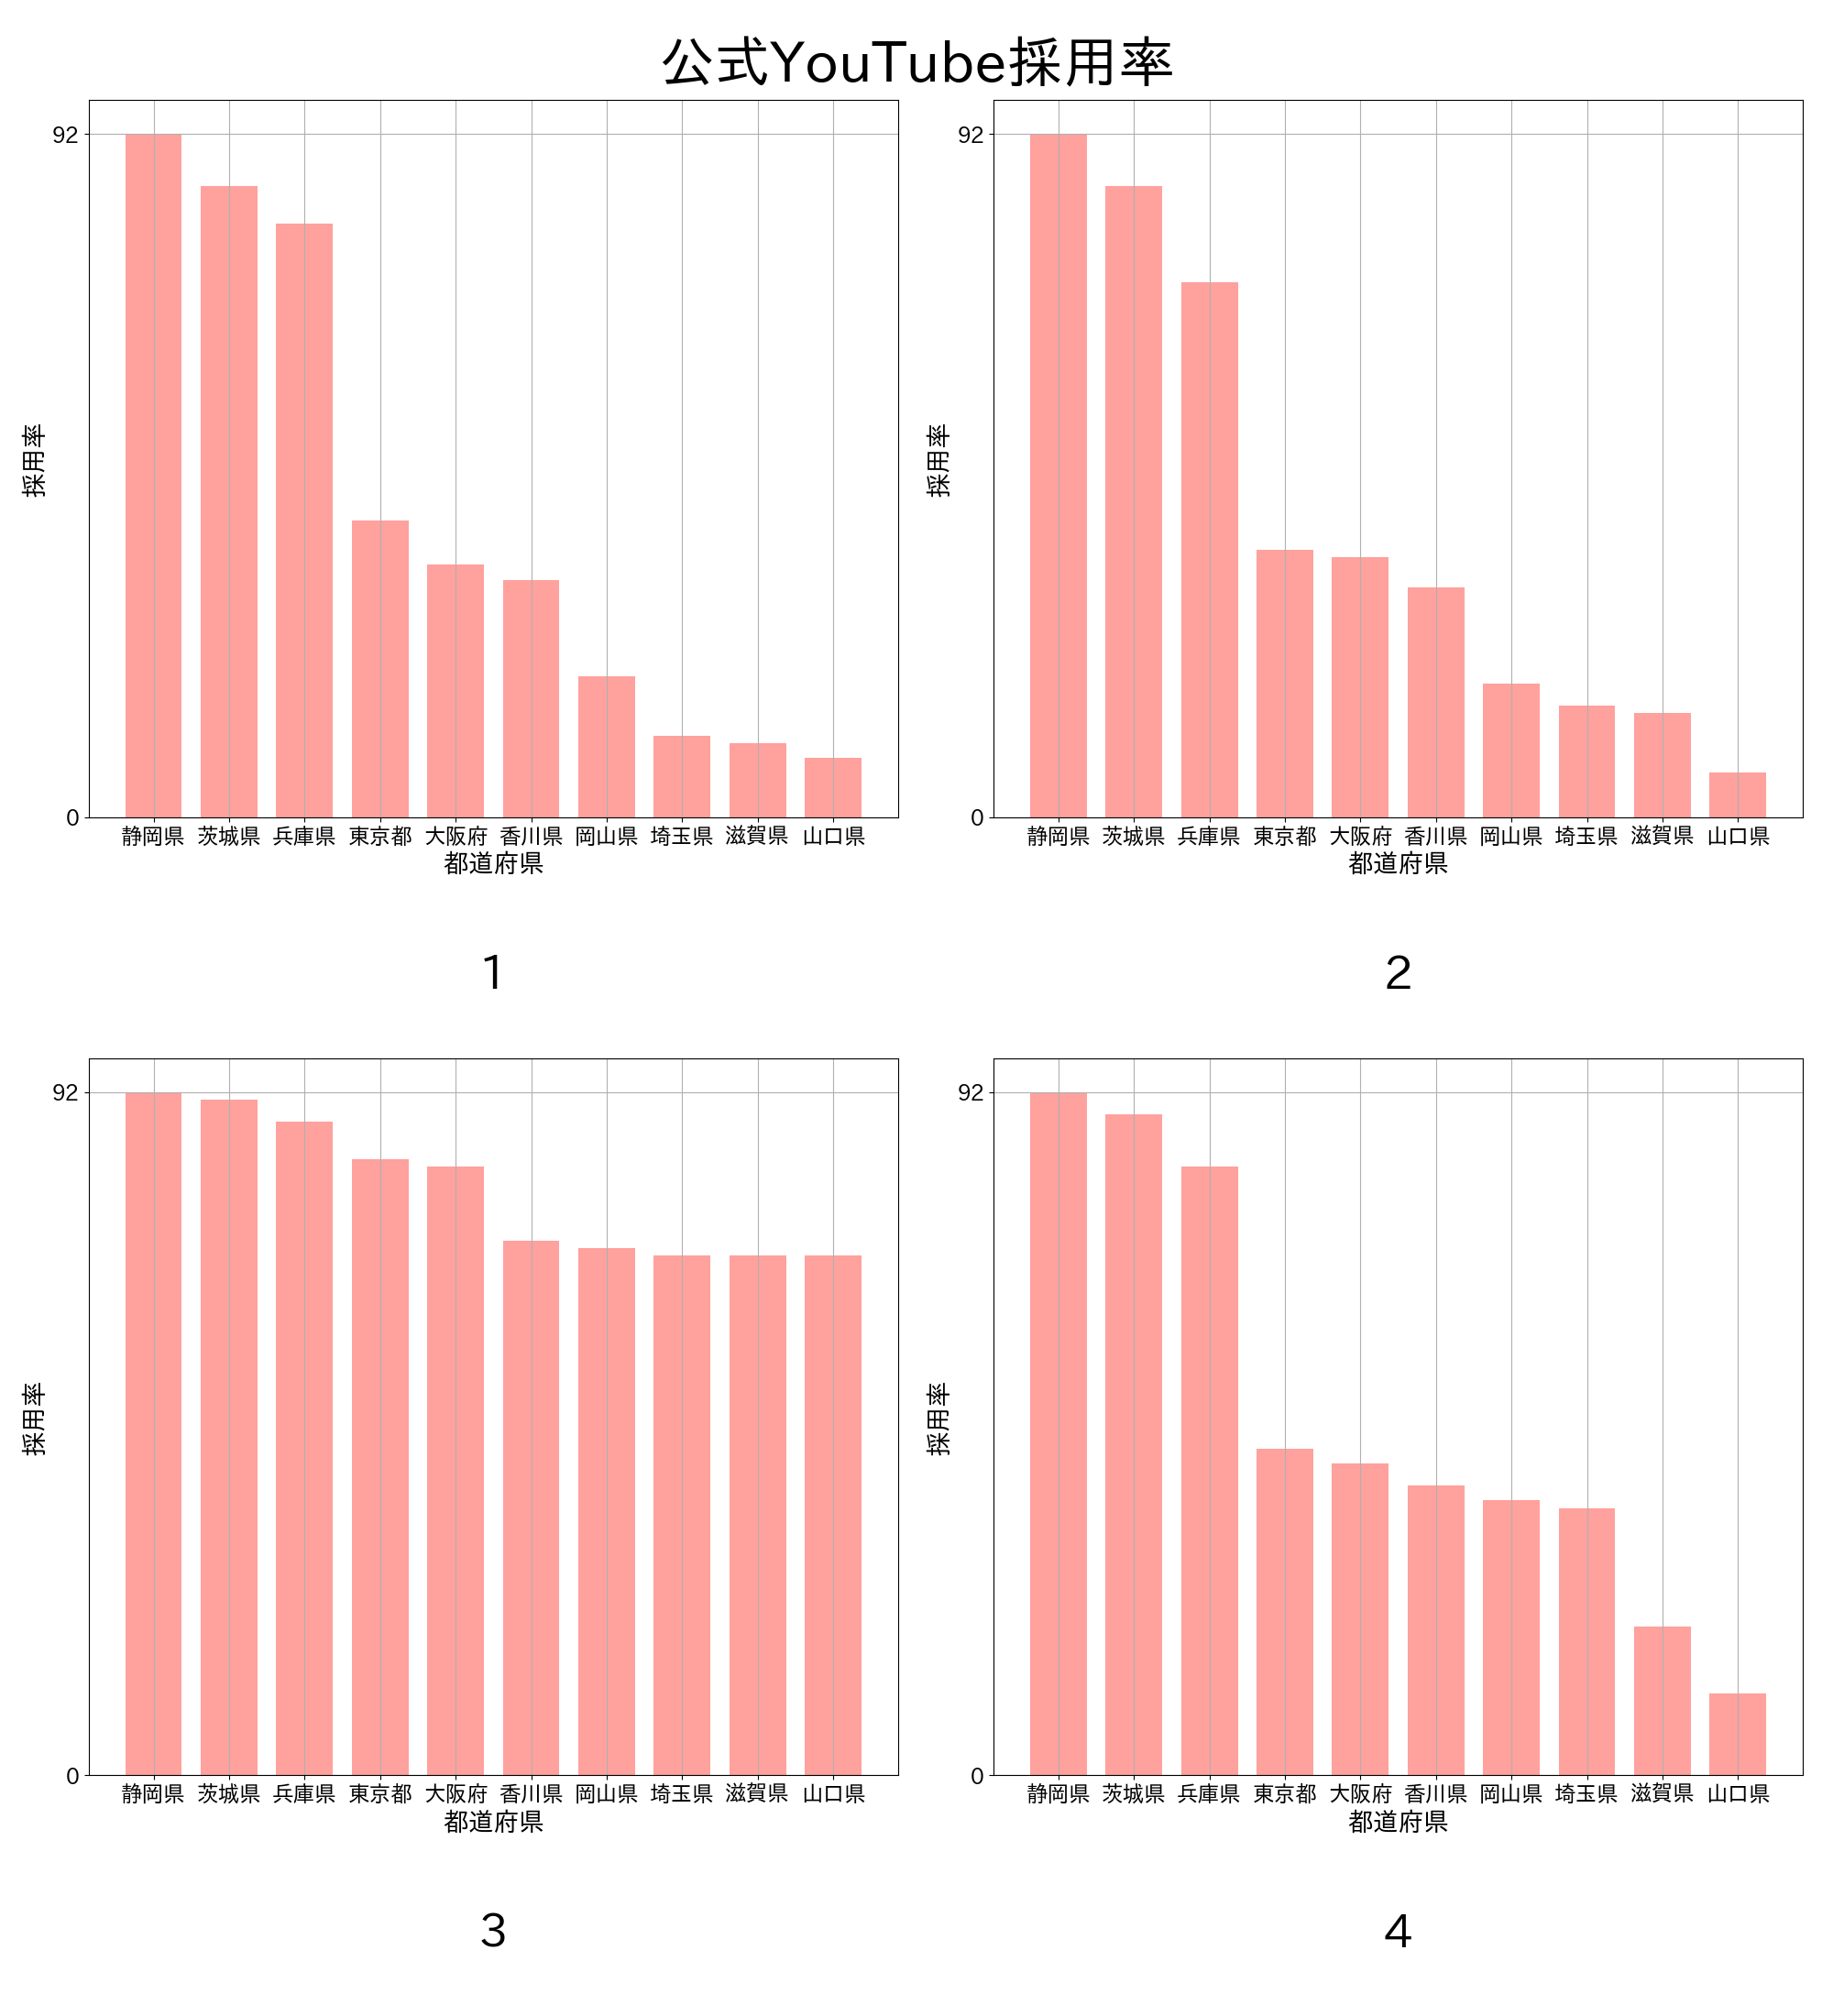 公式YouTube採用率
92
0
採用率
静岡県 茨城県 兵庫県 東京都 大阪府 香川県 岡山県 埼玉県 滋賀県 山口県
都道府県
1
92
0
採用率
静岡県 茨城県 兵庫県 東京都 大阪府 香川県 岡山県 埼玉県 滋賀県 山口県
都道府県
2
92
0
採用率
静岡県 茨城県 兵庫県 東京都 大阪府 香川県 岡山県 埼玉県 滋賀県 山口県
都道府県
3
92
0
採用率
静岡県 茨城県 兵庫県 東京都 大阪府 香川県 岡山県 埼玉県 滋賀県 山口県
都道府県
4